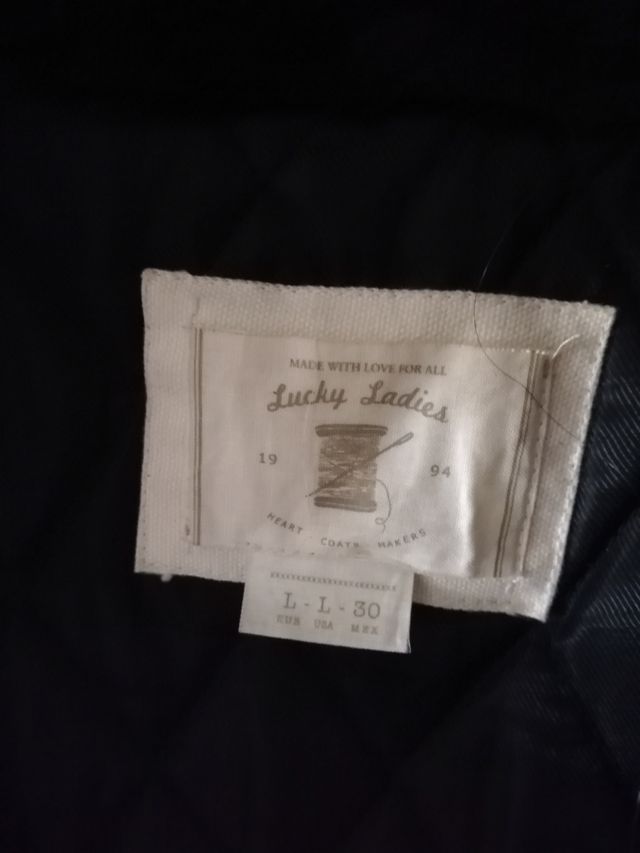 MADE WITH LOVE FOR ALL
Lucky Ladies
19 94
HEART COATS MAKERS
L - L - 30
EUR USA MEX